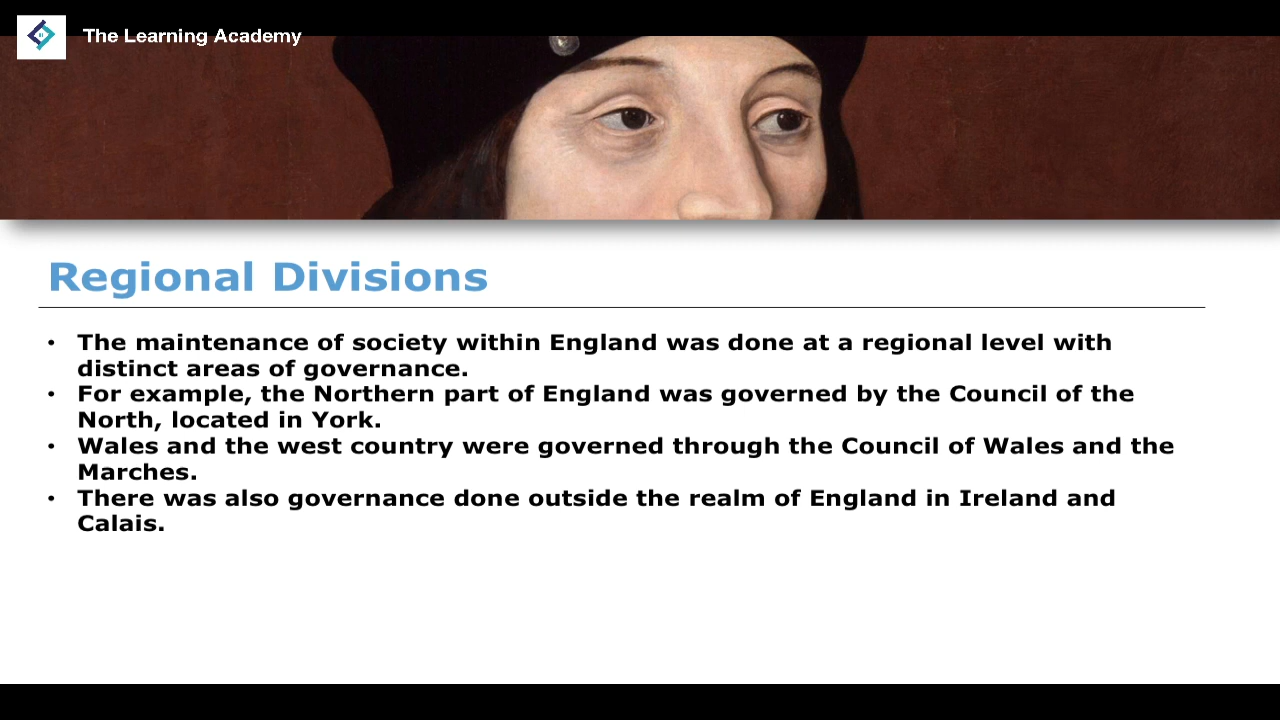 The Learning Academy
Regional Divisions
• The maintenance of society within England was done at a regional level with
distinct areas of governance.
• For example, the Northern part of England was governed by the Council of the
North, located in York.
• Wales and the west country were governed through the Council of Wales and the
Marches.
• There was also governance done outside the realm of England in Ireland and
Calais.